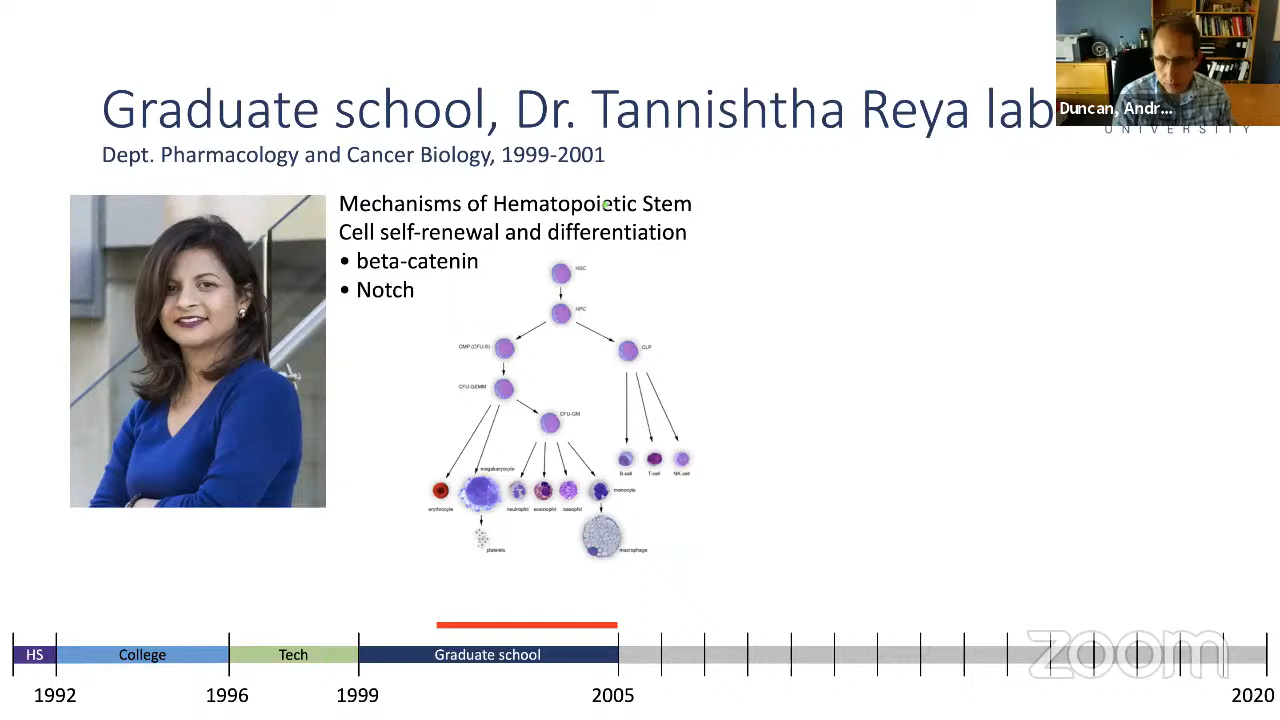 Graduate school, Dr. Tannishtha Reya lab
Duncan, Andr...
UNIVERSITY
Dept. Pharmacology and Cancer Biology, 1999-2001
Mechanisms of Hematopoietic Stem
Cell self-renewal and differentiation
• beta-catenin
• Notch
HSC
HPC
CMP (CFU-S)
CLP
CFU-GEMM
CFU-GM
B-cell T-cell NK-cell
megakaryocyte
monocyte
erythrocyte neutrophil eosinophil basophil
platelets
macrophage
HS College Tech Graduate school
zoom
1992 1996 1999 2005 2020